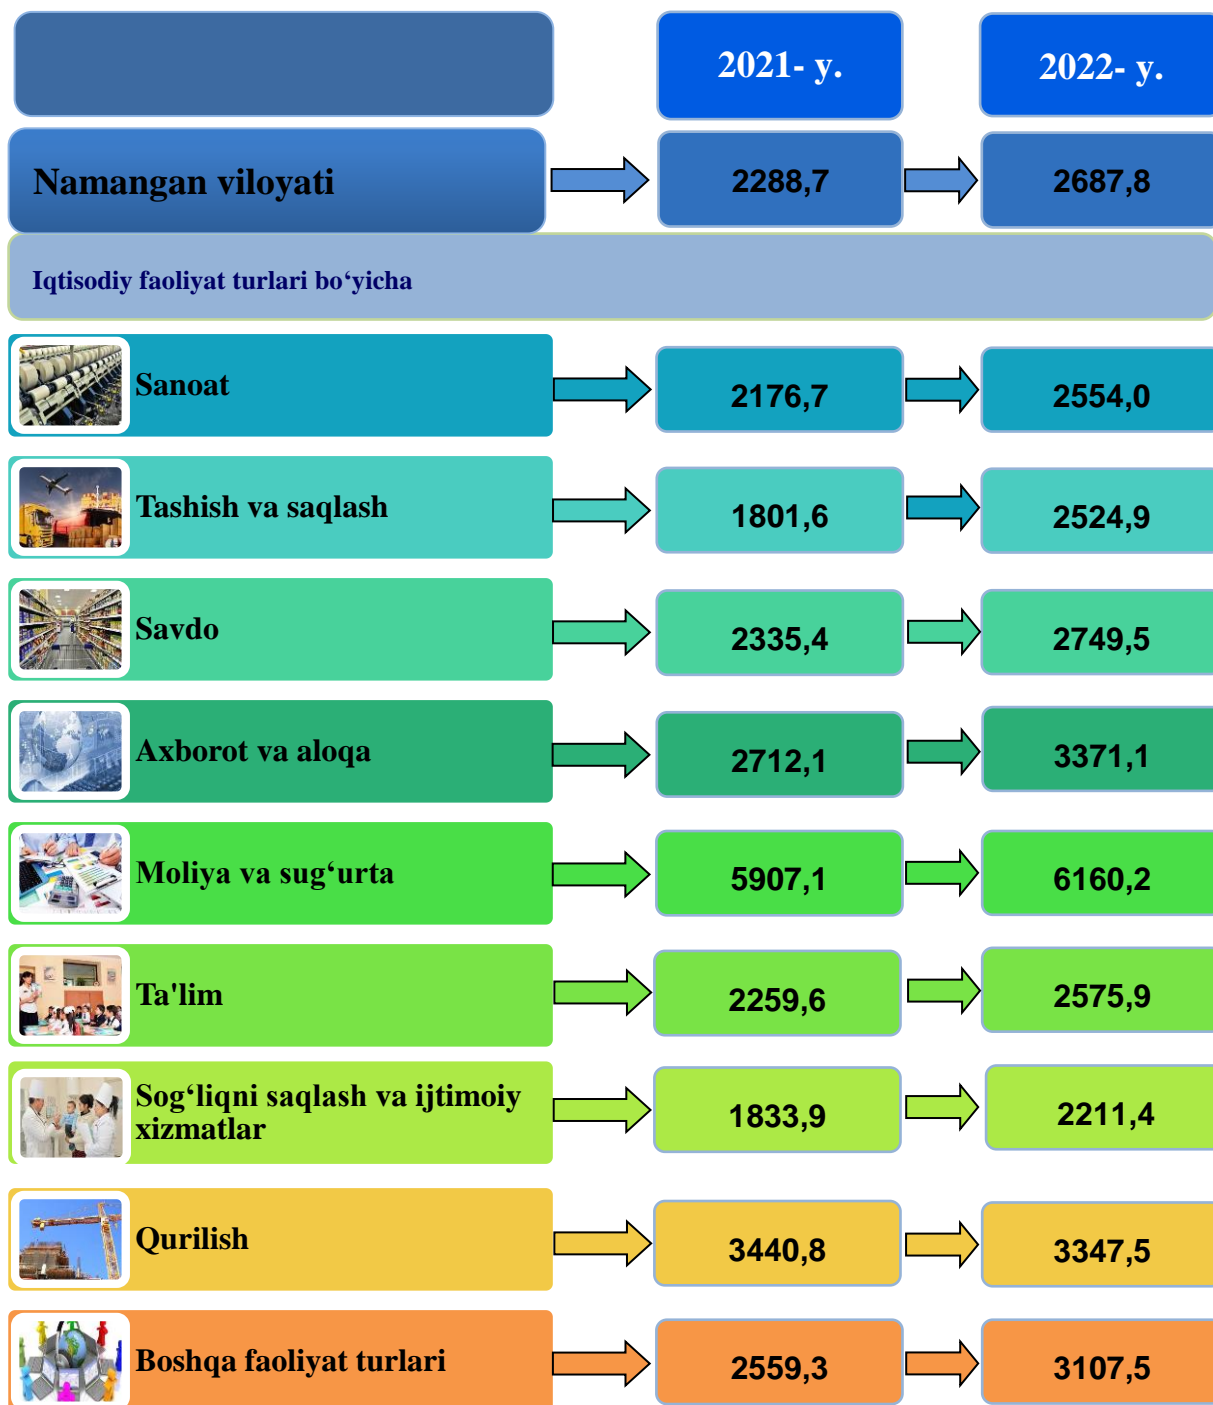 2021- y.
2022- y.
Namangan viloyati
2288,7
2687,8
Iqtisodiy faoliyat turlari bo‘yicha
Sanoat
2176,7
2554,0
Tashish va saqlash
1801,6
2524,9
Savdo
2335,4
2749,5
Axborot va aloqa
2712,1
3371,1
Moliya va sug‘urta
5907,1
6160,2
Ta'lim
2259,6
2575,9
Sog‘liqni saqlash va ijtimoiy
xizmatlar
1833,9
2211,4
Qurilish
3440,8
3347,5
Boshqa faoliyat turlari
2559,3
3107,5